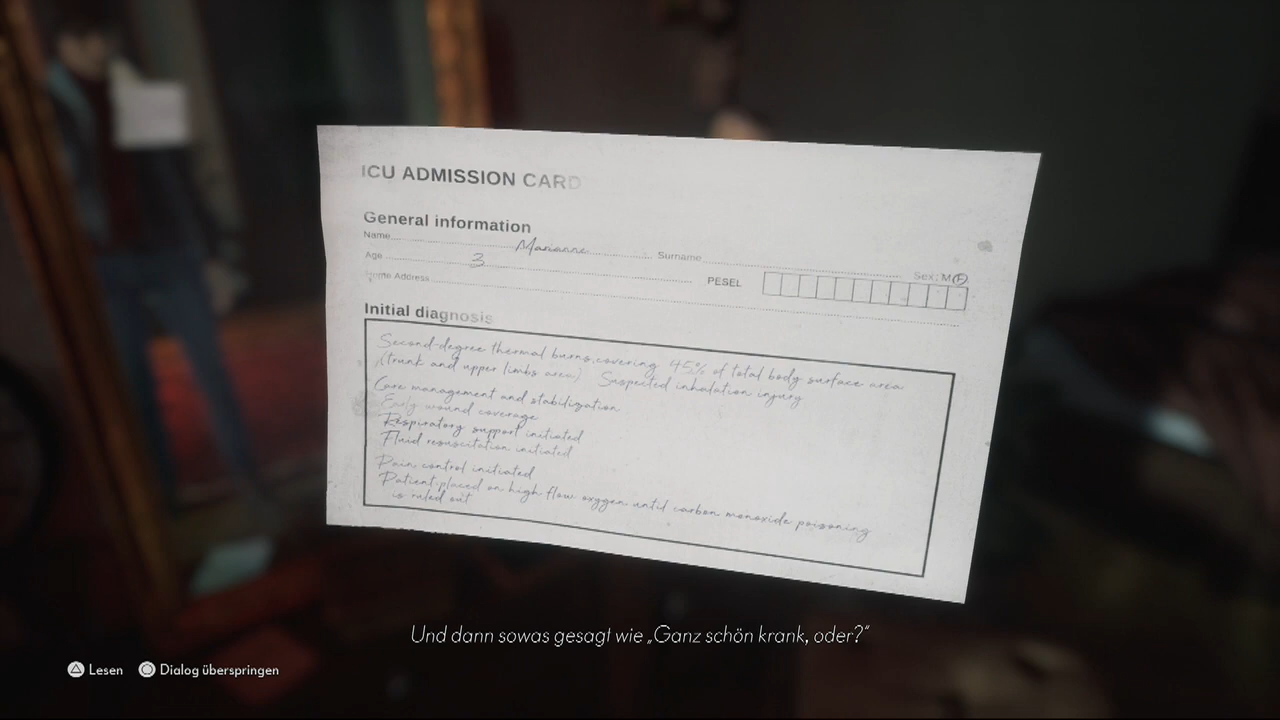 ICU ADMISSION CARD
General information
Name Marianne Surname Sex: M F
Age 3 PESEL
Home Address
Initial diagnosis
Second-degree thermal burns, covering 45% of total body surface area
(trunk and upper limbs area) Suspected inhalation injury
Care management and stabilization
Early wound coverage
Respiratory support initiated
Fluid resuscitation initiated
Pain control initiated
Patient placed on high flow oxygen until carbon monoxide poisoning
is ruled out
Und dann sowas gesagt wie „Ganz schön krank, oder?“
Lesen Dialog überspringen